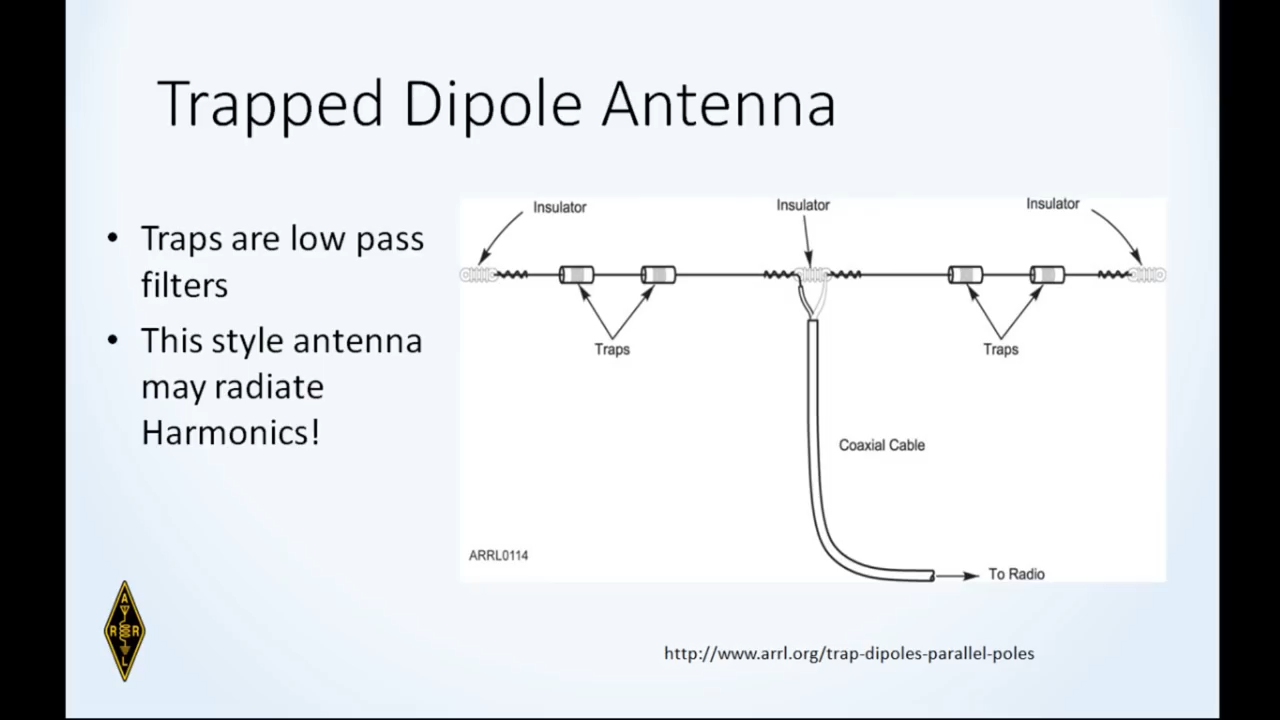 Trapped Dipole Antenna
• Traps are low pass
filters
• This style antenna
may radiate
Harmonics!
Insulator
Insulator
Insulator
Traps
Traps
Coaxial Cable
ARRL0114
To Radio
A
R R
L
http://www.arrl.org/trap-dipoles-parallel-poles